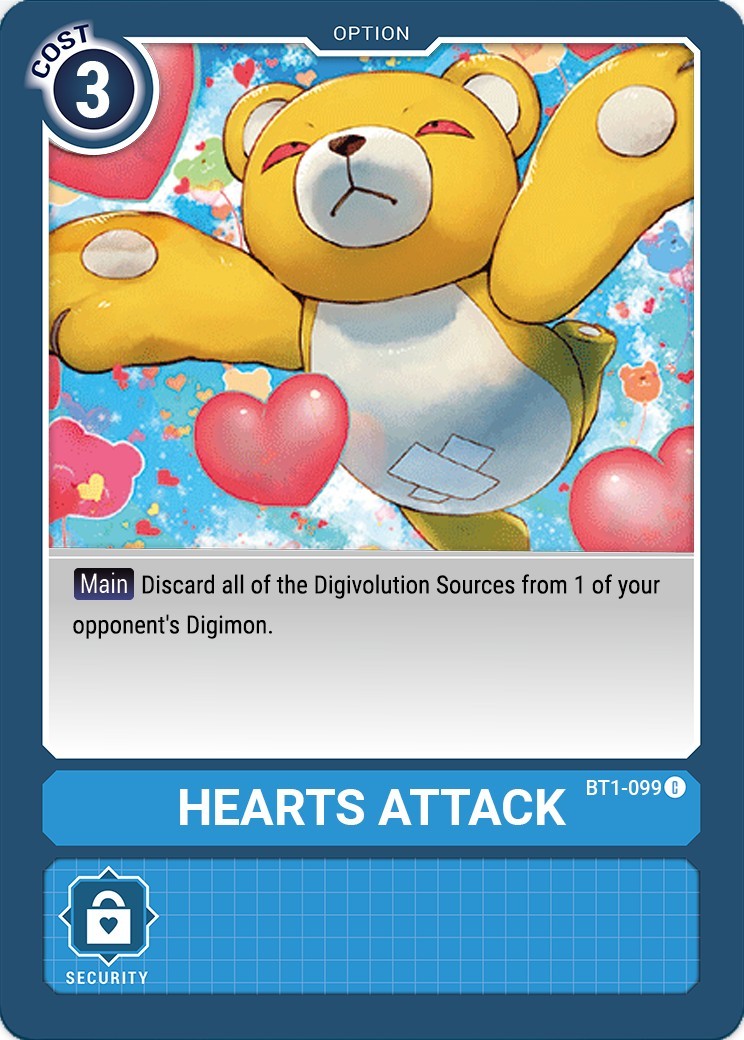 OPTION
COST
3
Main Discard all of the Digivolution Sources from 1 of your
opponent's Digimon.
HEARTS ATTACK
BT1-099 C
SECURITY